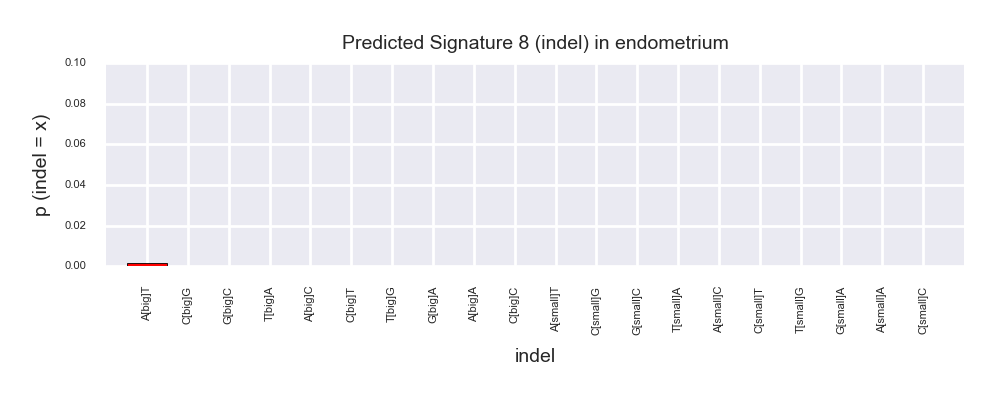 Predicted Signature 8 (indel) in endometrium
p (indel = x)
0.10
0.08
0.06
0.04
0.02
0.00
A[big]T
C[big]G
G[big]C
T[big]A
A[big]C
C[big]T
T[big]G
G[big]A
A[big]A
C[big]C
A[small]T
C[small]G
G[small]C
T[small]A
A[small]C
C[small]T
T[small]G
G[small]A
A[small]A
C[small]C
indel